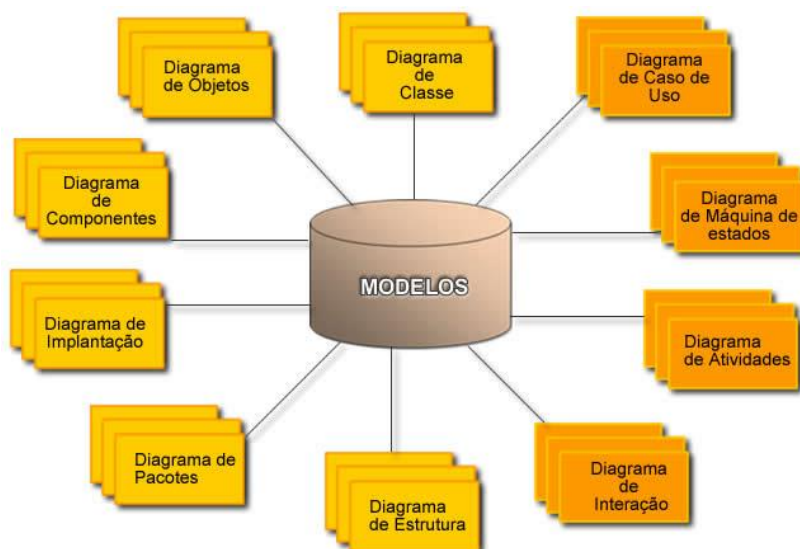 Diagrama
de Objetos
Diagrama
de
Classe
Diagrama
de Caso de
Uso
Diagrama
de
Componentes
Diagrama
de Máquina de
estados
MODELOS
Diagrama de
Implantação
Diagrama
de Atividades
Diagrama de
Pacotes
Diagrama
de Estrutura
Diagrama
de
Interação